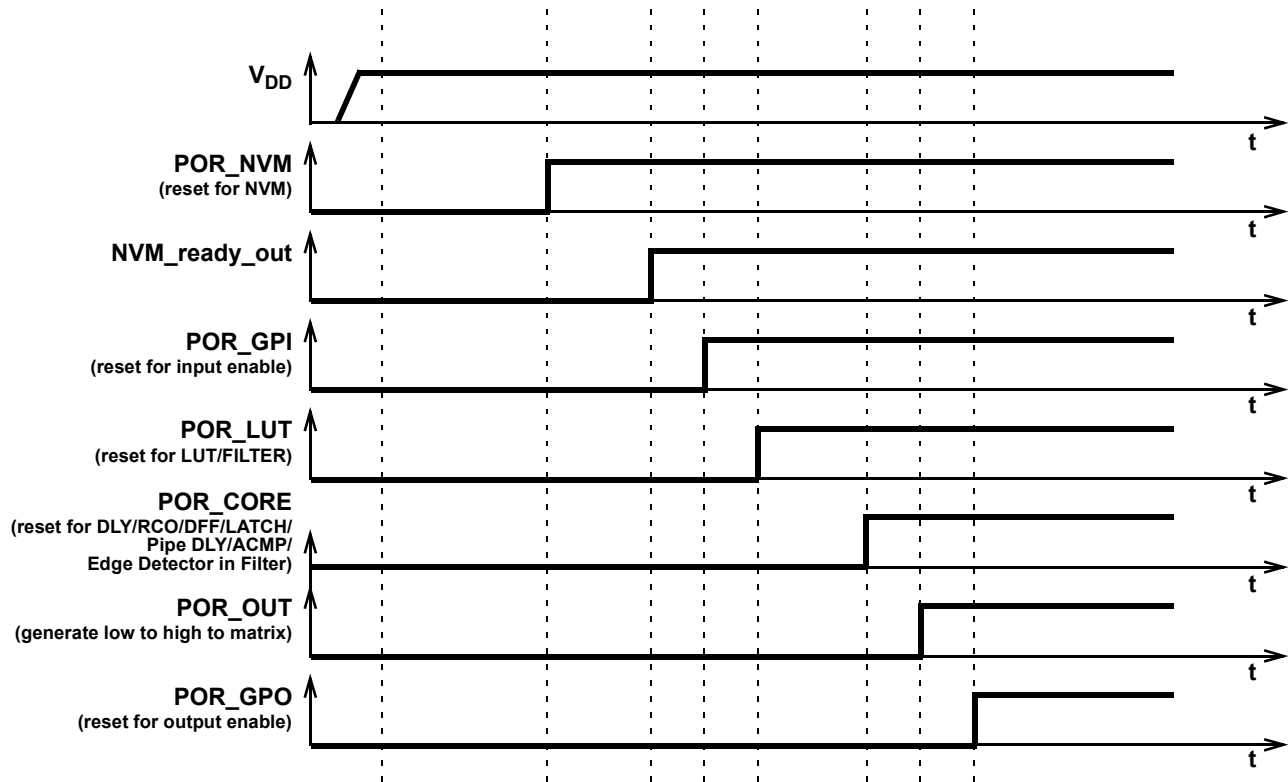 VDD
t
POR_NVM
(reset for NVM)
t
NVM_ready_out
t
POR_GPI
(reset for input enable)
t
POR_LUT
(reset for LUT/FILTER)
t
POR_CORE
(reset for DLY/RCO/DFF/LATCH/
Pipe DLY/ACMP/
Edge Detector in Filter)
t
POR_OUT
(generate low to high to matrix)
t
POR_GPO
(reset for output enable)
t